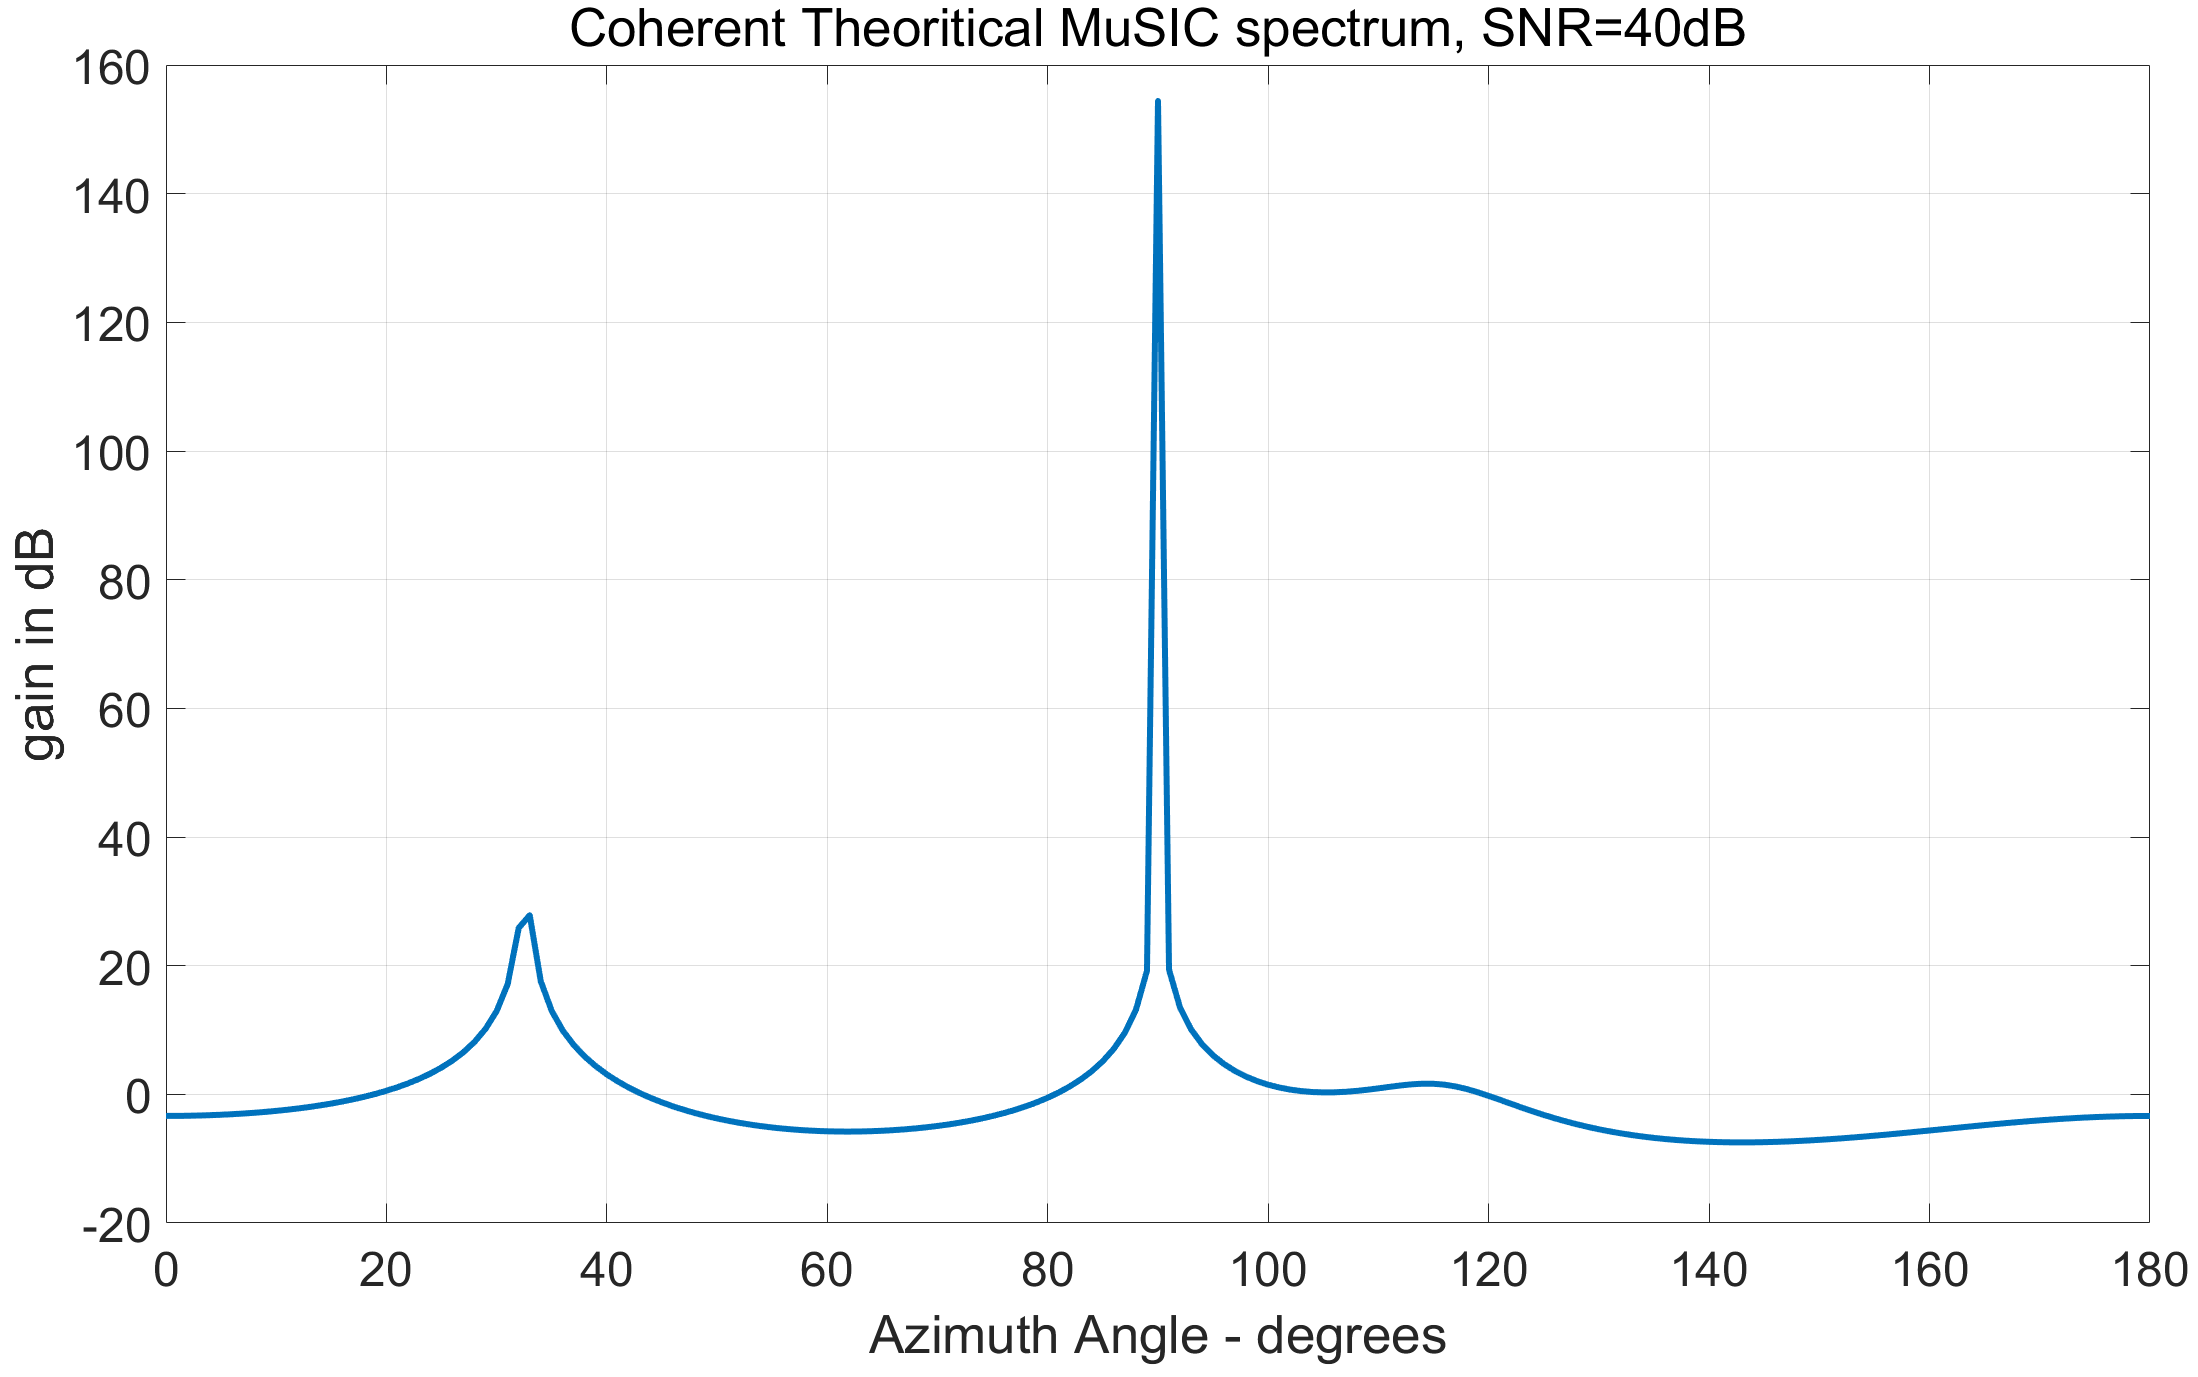 Coherent Theoritical MuSIC spectrum, SNR=40dB
160
140
120
100
80
60
40
20
0
-20
gain in dB
0 20 40 60 80 100 120 140 160 180
Azimuth Angle - degrees